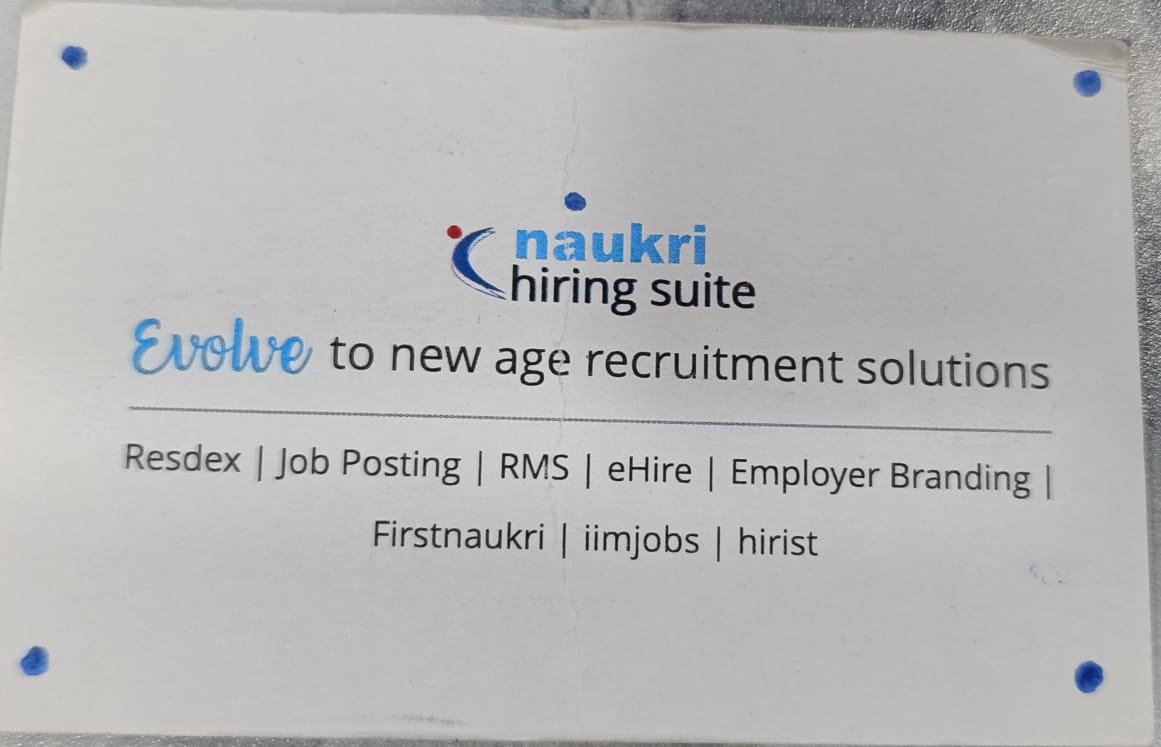 naukri
hiring suite
Evolve to new age recruitment solutions
Resdex | Job Posting | RMS | eHire | Employer Branding |
Firstnaukri | iimjobs | hirist